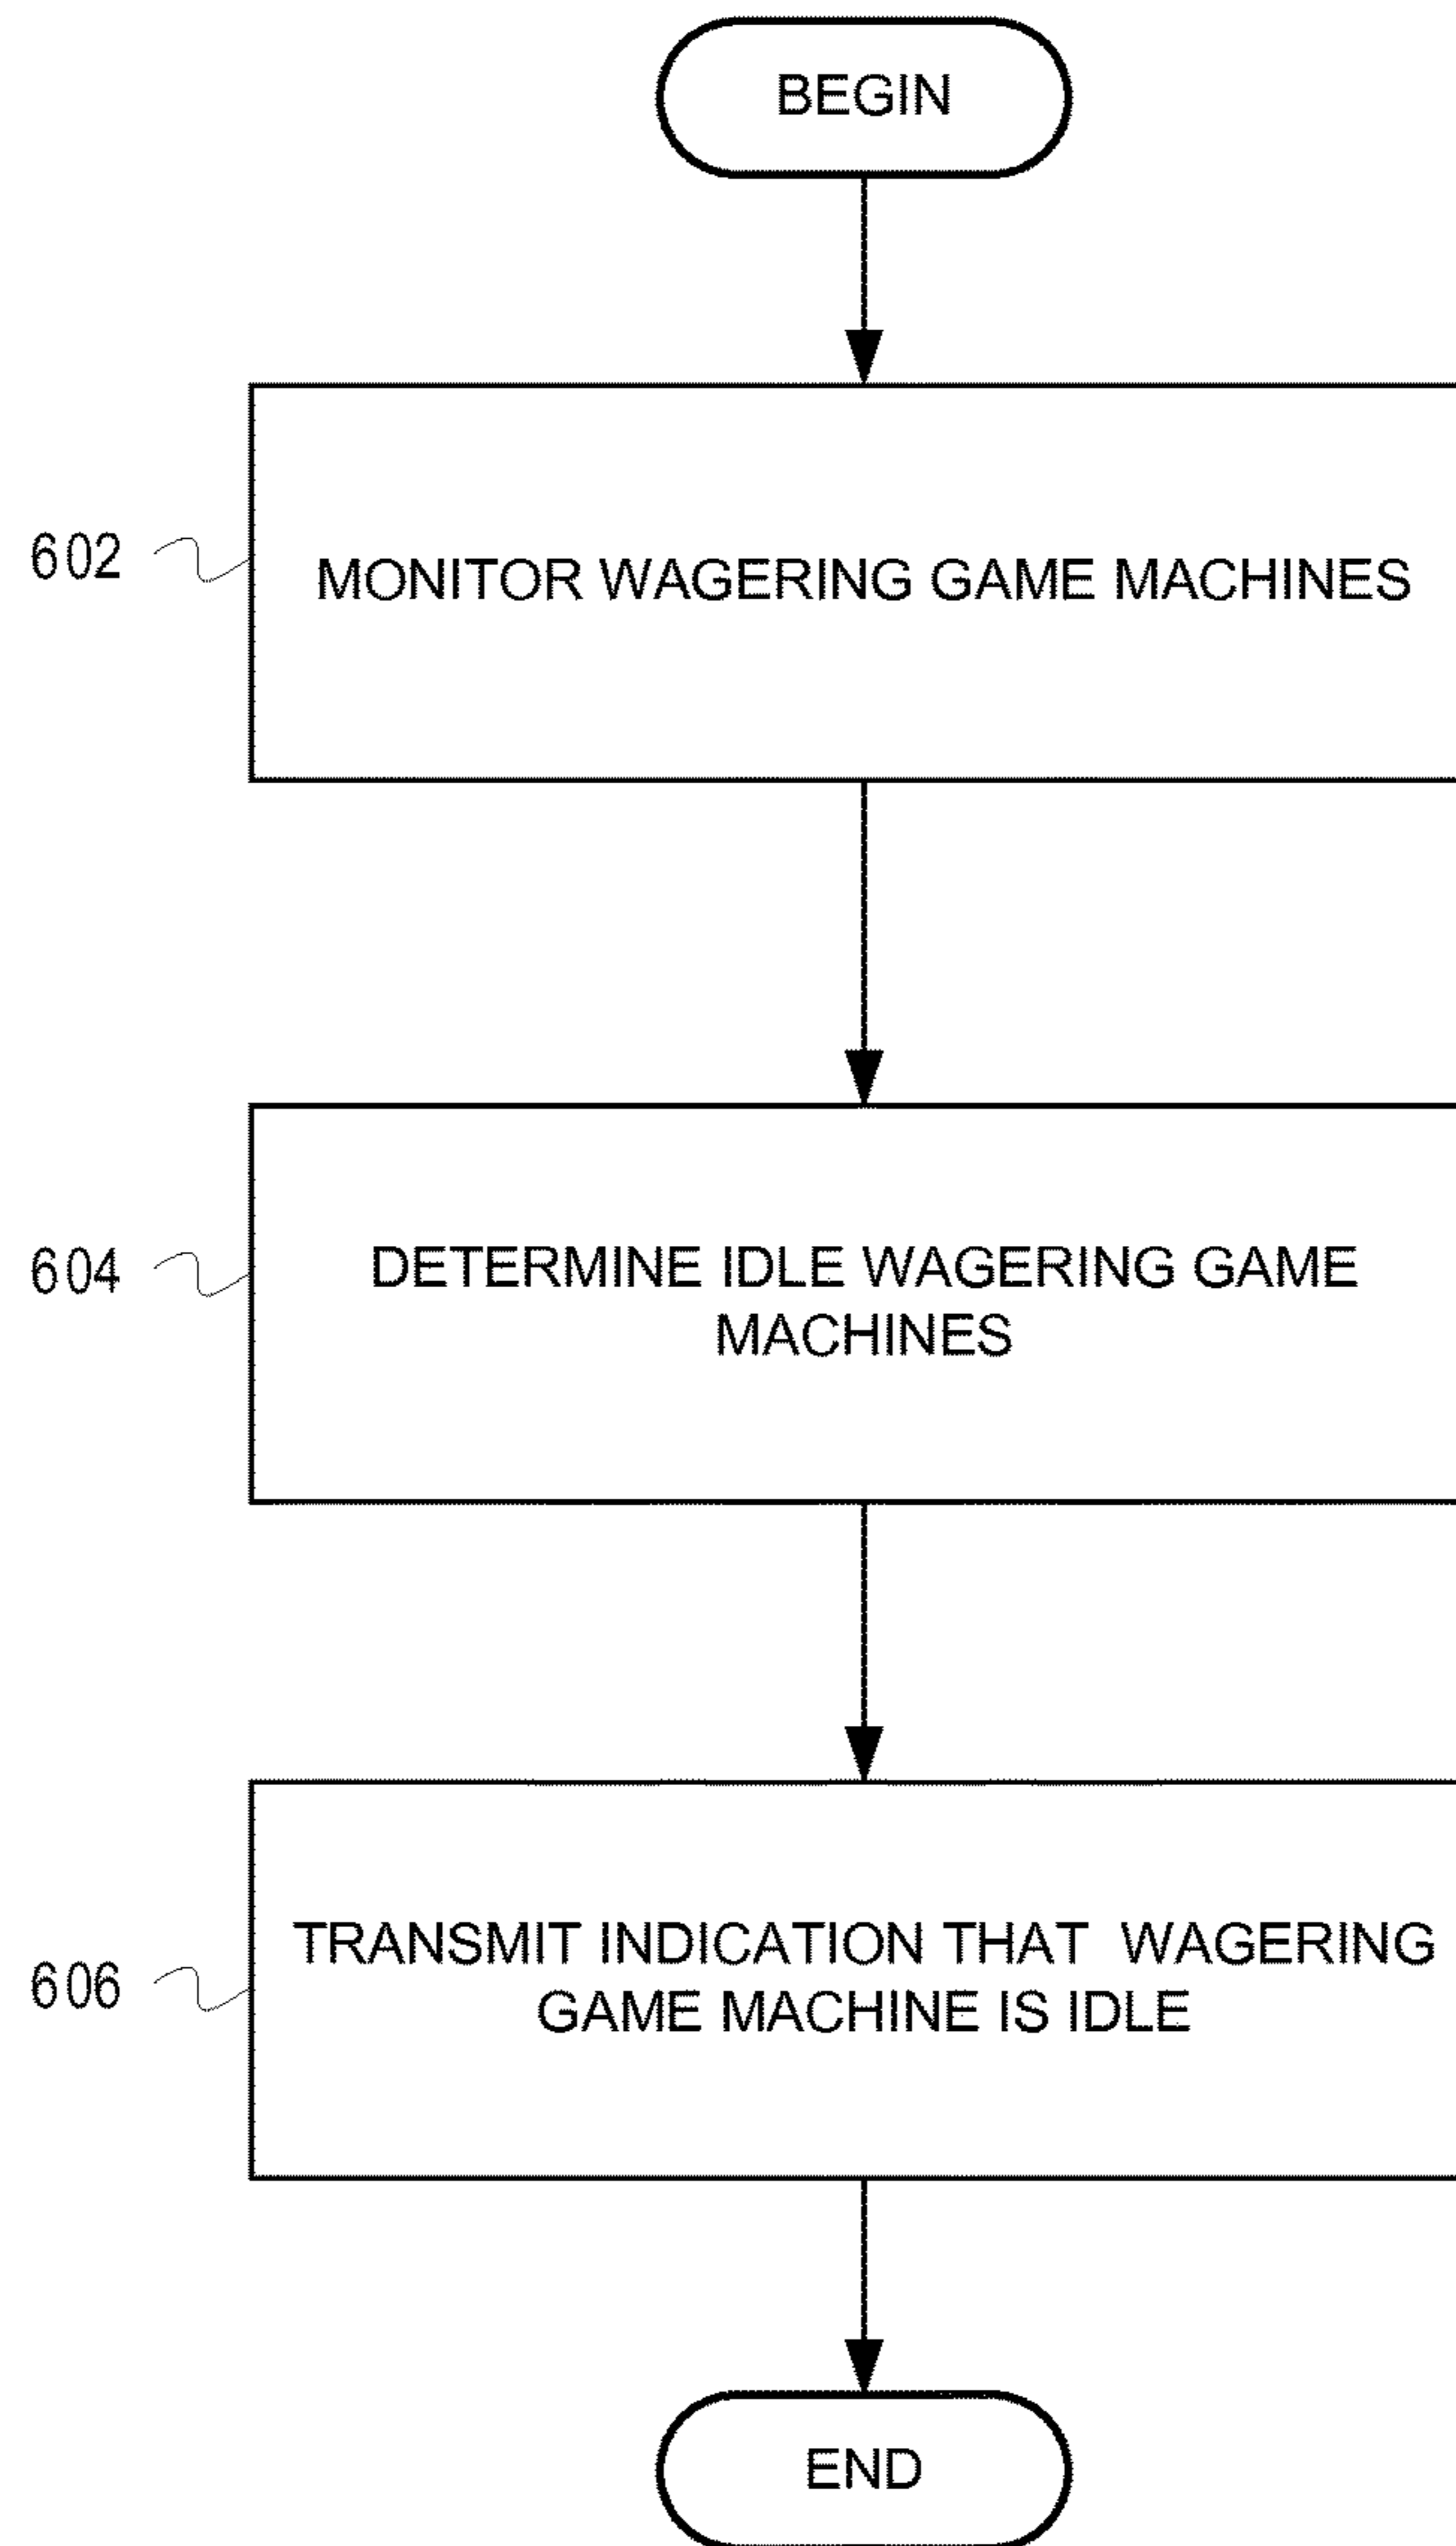 BEGIN
602
MONITOR WAGERING GAME MACHINES
604
DETERMINE IDLE WAGERING GAME
MACHINES
606
TRANSMIT INDICATION THAT WAGERING
GAME MACHINE IS IDLE
END